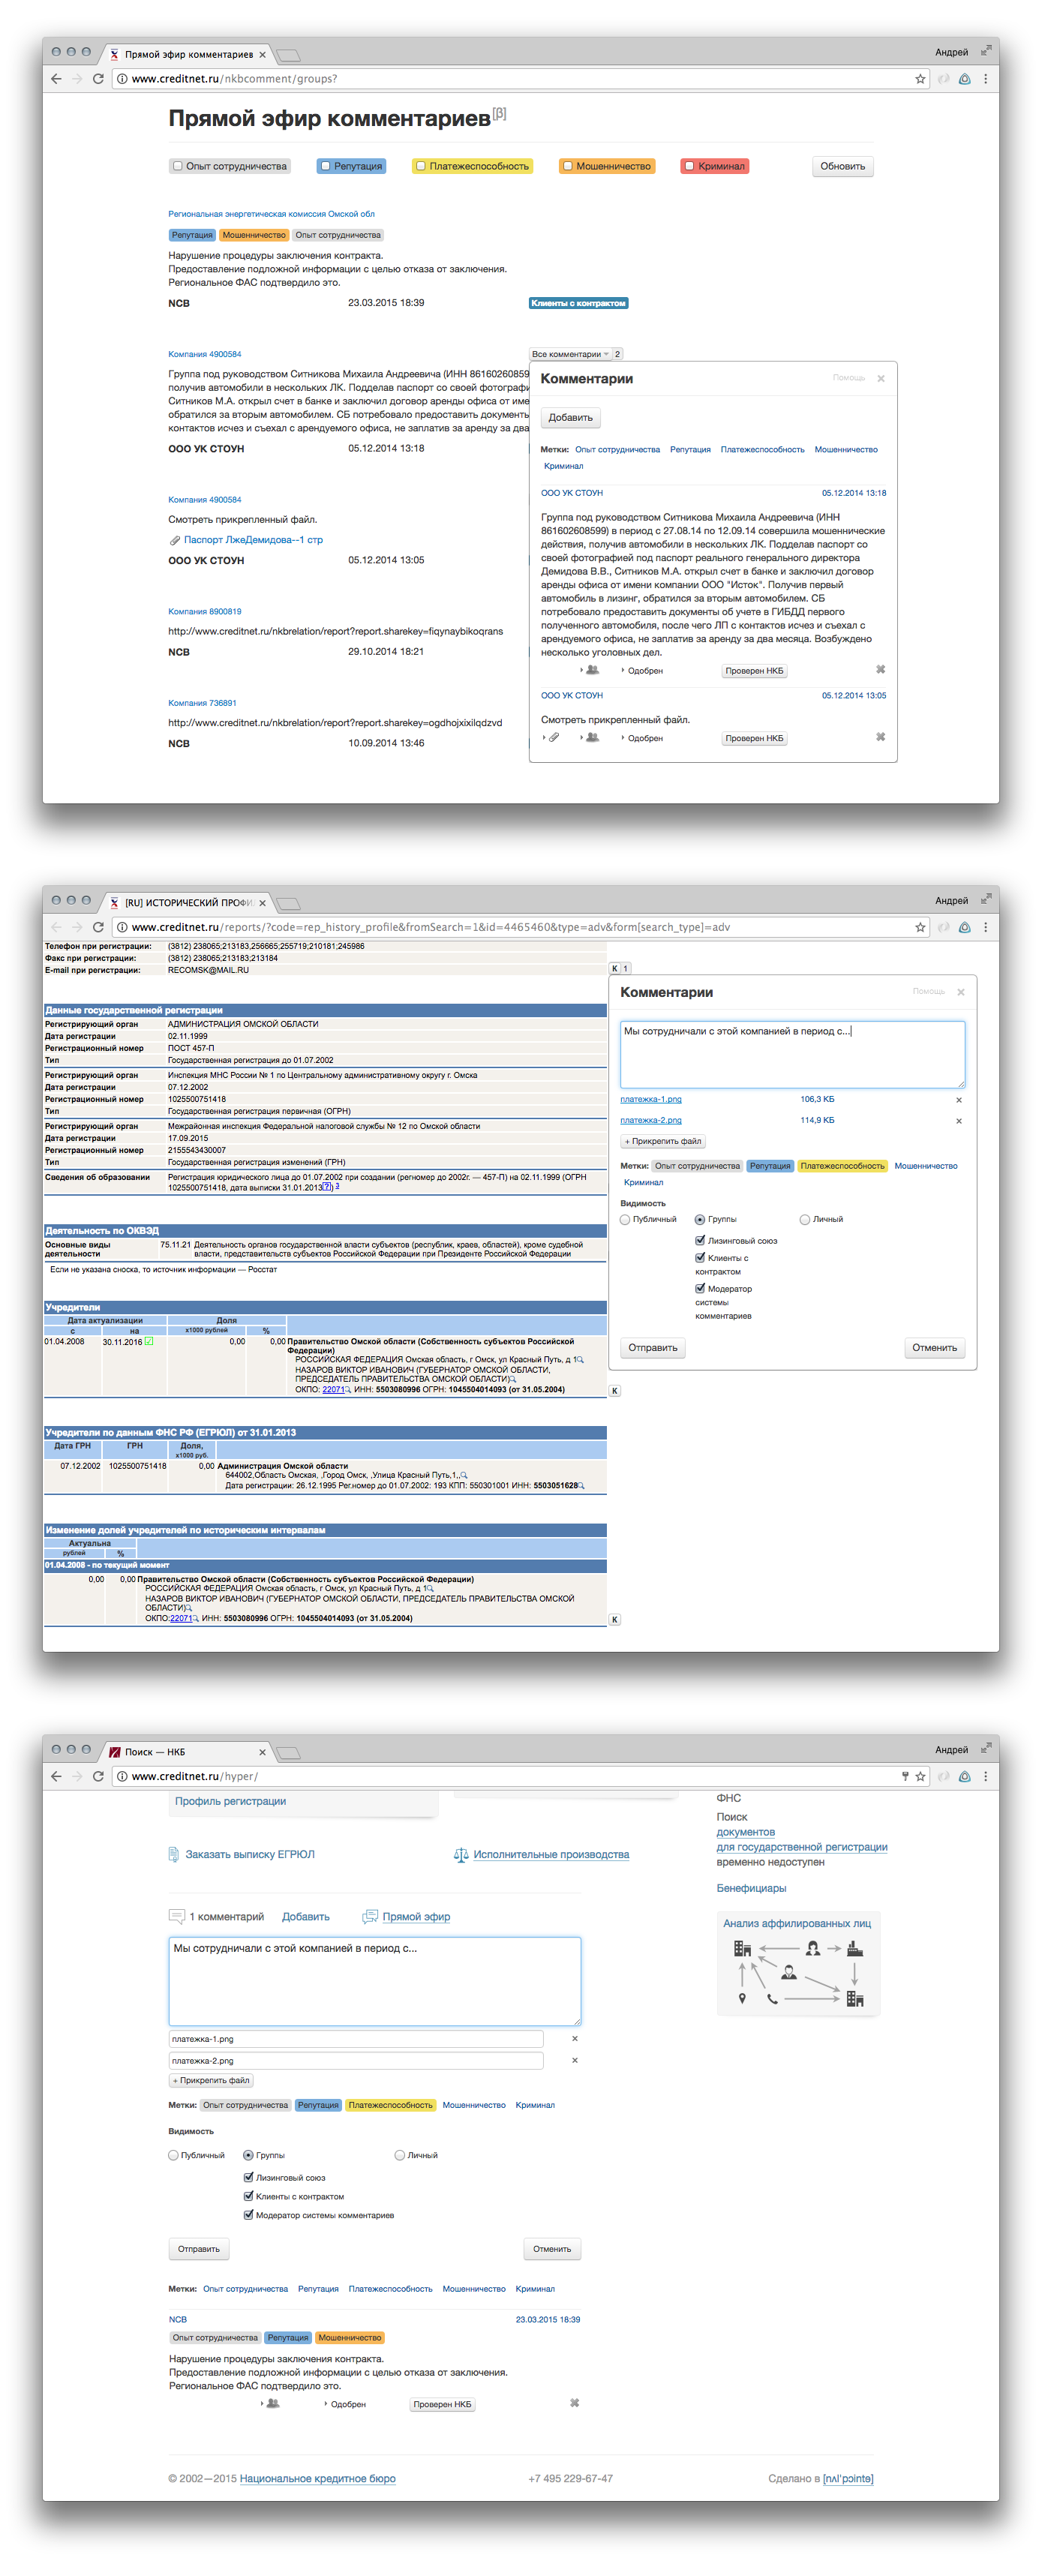 Прямой эфир комментариев
Андрей
www.creditnet.ru/nkbcomment/groups?
Прямой эфир комментариев[β]
Опыт сотрудничества
Репутация
Платежеспособность
Мошенничество
Криминал
Обновить
Региональная энергетическая комиссия Омской обл
Репутация Мошенничество Опыт сотрудничества
Нарушение процедуры заключения контракта.
Предоставление подложной информации с целью отказа от заключения.
Региональное ФАС подтвердило это.
NCB 23.03.2015 18:39 Клиенты с контрактом
Компания 4900584
Группа под руководством Ситникова Михаила Андреевича (ИНН 861602608599
получив автомобили в нескольких ЛК. Подделав паспорт со своей фотографи
Ситников М.А. открыл счет в банке и заключил договор аренды офиса от име
обратился за вторым автомобилем. СБ потребовало предоставить документь
контактов исчез и съехал с арендуемого офиса, не заплатив за аренду за два
ООО УК СТОУН 05.12.2014 13:18
Компания 4900584
Смотреть прикрепленный файл.
Паспорт ЛжеДемидова--1 стр
ООО УК СТОУН 05.12.2014 13:05
Компания 8900819
http://www.creditnet.ru/nkbrelation/report?report.sharekey=fiqynaybikoqrans
NCB 29.10.2014 18:21
Компания 736891
http://www.creditnet.ru/nkbrelation/report?report.sharekey=ogdhojxixilqdzvd
NCB 10.09.2014 13:46
Все комментарии 2
Комментарии Помощь
Добавить
Метки: Опыт сотрудничества Репутация Платежеспособность Мошенничество
Криминал
ООО УК СТОУН 05.12.2014 13:18
Группа под руководством Ситникова Михаила Андреевича (ИНН
861602608599) в период с 27.08.14 по 12.09.14 совершила мошеннические
действия, получив автомобили в нескольких ЛК. Подделав паспорт со
своей фотографией под паспорт реального генерального директора
Демидова В.В., Ситников М.А. открыл счет в банке и заключил договор
аренды офиса от имени компании ООО "Исток". Получив первый
автомобиль в лизинг, обратился за вторым автомобилем. СБ
потребовало предоставить документы об учете в ГИБДД первого
полученного автомобиля, после чего ЛП с контактов исчез и съехал с
арендуемого офиса, не заплатив за аренду за два месяца. Возбуждено
несколько уголовных дел.
Одобрен Проверен НКБ
ООО УК СТОУН 05.12.2014 13:05
Смотреть прикрепленный файл.
Одобрен Проверен НКБ
[RU] ИСТОРИЧЕСКИЙ ПРОФИ
Андрей
www.creditnet.ru/reports/?code=rep_history_profile&fromSearch=1&id=4465460&type=adv&form[search_type]=adv
Телефон при регистрации: (3812) 238065;213183,256665;255719;210181;245986
Факс при регистрации: (3812) 238065;213183;213184
E-mail при регистрации: RECOMSK@MAIL.RU
Данные государственной регистрации
Регистрирующий орган АДМИНИСТРАЦИЯ ОМСКОЙ ОБЛАСТИ
Дата регистрации 02.11.1999
Регистрационный номер ПОСТ 457-П
Тип Государственная регистрация до 01.07.2002
Регистрирующий орган Инспекция МНС России № 1 по Центральному административному округу г. Омска
Дата регистрации 07.12.2002
Регистрационный номер 1025500751418
Тип Государственная регистрация первичная (ОГРН)
Регистрирующий орган Межрайонная инспекция Федеральной налоговой службы № 12 по Омской области
Дата регистрации 17.09.2015
Регистрационный номер 2155543430007
Тип Государственная регистрация изменений (ГРН)
Сведения об образовании Регистрация юридического лица до 01.07.2002 при создании (регномер до 2002г. — 457-П) на 02.11.1999 (ОГРН
1025500751418, дата выписки 31.01.2013[?]) 3
Деятельность по ОКВЭД
Основные виды деятельности 75.11.21 Деятельность органов государственной власти субъектов (республик, краев, областей), кроме судебной
власти, представительств субъектов Российской Федерации при Президенте Российской Федерации
Если не указана сноска, то источник информации — Росстат
Учредители
Дата актуализации Доля
с на х1000 рублей %
01.04.2008 30.11.2016 0,00 0,00 Правительство Омской области (Собственность субъектов Российской
Федерации)
РОССИЙСКАЯ ФЕДЕРАЦИЯ Омская область, г Омск, ул Красный Путь, д 1
НАЗАРОВ ВИКТОР ИВАНОВИЧ (ГУБЕРНАТОР ОМСКОЙ ОБЛАСТИ,
ПРЕДСЕДАТЕЛЬ ПРАВИТЕЛЬСТВА ОМСКОЙ ОБЛАСТИ)
ОКПО: 22071 ИНН: 5503080996 ОГРН: 1045504014093 (от 31.05.2004)
Учредители по данным ФНС РФ (ЕГРЮЛ) от 31.01.2013
Дата ГРН ГРН Доля,
х1000 руб.
07.12.2002 1025500751418 0,00 Администрация Омской области
644002,Область Омская, ,Город Омск, ,Улица Красный Путь,1,,
Дата регистрации: 26.12.1995 Рег.номер до 01.07.2002: 193 КПП: 550301001 ИНН: 5503051628
Изменение долей учредителей по историческим интервалам
Актуальна
рублей %
01.04.2008 - по текущий момент
0,00 0,00 Правительство Омской области (Собственность субъектов Российской Федерации)
РОССИЙСКАЯ ФЕДЕРАЦИЯ Омская область, г Омск, ул Красный Путь, д 1
НАЗАРОВ ВИКТОР ИВАНОВИЧ (ГУБЕРНАТОР ОМСКОЙ ОБЛАСТИ, ПРЕДСЕДАТЕЛЬ ПРАВИТЕЛЬСТВА ОМСКОЙ
ОБЛАСТИ)
ОКПО:22071 ИНН: 5503080996 ОГРН: 1045504014093 (от 31.05.2004)
К 1
Комментарии Помощь
Мы сотрудничали с этой компанией в период с...
платежка-1.png 106,3 КБ
платежка-2.png 114,9 КБ
+ Прикрепить файл
Метки: Опыт сотрудничества Репутация Платежеспособность Мошенничество
Криминал
Видимость
Публичный Группы Личный
Лизинговый союз
Клиенты с
контрактом
Модератор
системы
комментариев
Отправить Отменить
К
К
Поиск — НКБ
Андрей
www.creditnet.ru/hyper/
Профиль регистрации
Заказать выписку ЕГРЮЛ
Исполнительные производства
ФНС
Поиск
документов
для государственной регистрации
временно недоступен
Бенефициары
Анализ аффилированных лиц
1 комментарий Добавить Прямой эфир
Мы сотрудничали с этой компанией в период с...
платежка-1.png
платежка-2.png
+ Прикрепить файл
Метки: Опыт сотрудничества Репутация Платежеспособность Мошенничество Криминал
Видимость
Публичный Группы Личный
Лизинговый союз
Клиенты с контрактом
Модератор системы комментариев
Отправить Отменить
Метки: Опыт сотрудничества Репутация Платежеспособность Мошенничество Криминал
NCB 23.03.2015 18:39
Опыт сотрудничества Репутация Мошенничество
Нарушение процедуры заключения контракта.
Предоставление подложной информации с целью отказа от заключения.
Региональное ФАС подтвердило это.
Одобрен Проверен НКБ
© 2002—2015 Национальное кредитное бюро +7 495 229-67-47 Сделано в [пʌl'pɔintɘ]